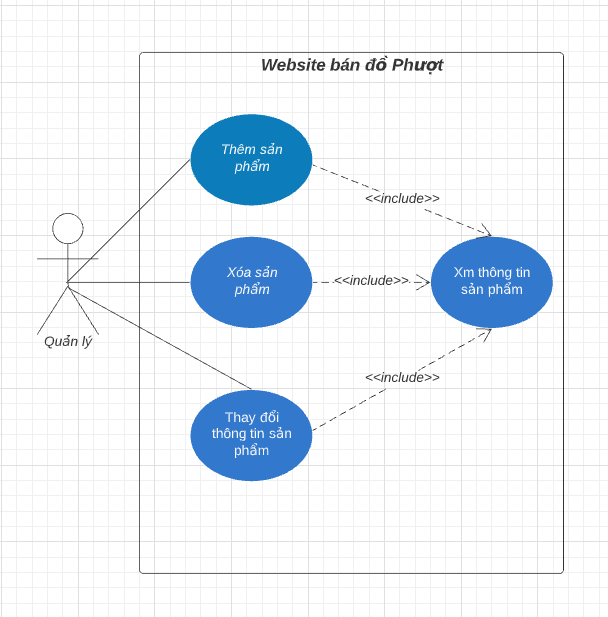 Website bán đồ Phượt
Thêm sản
phẩm
<<include>>
Xóa sản
phẩm
<<include>>
Xm thông tin
sản phẩm
Quản lý
<<include>>
Thay đổi
thông tin sản
phẩm